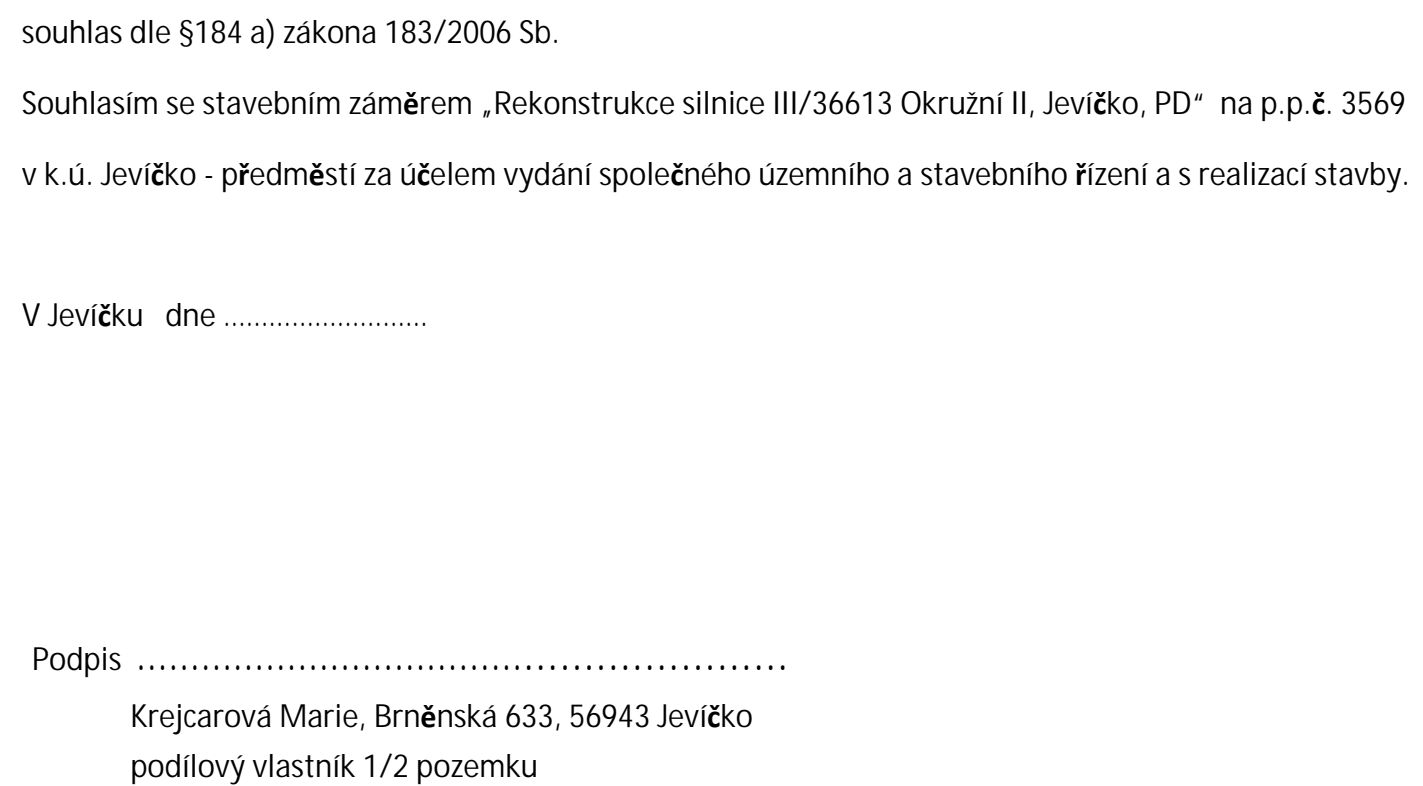 souhlas dle §184 a) zákona 183/2006 Sb.
Souhlasím se stavebním záměrem „Rekonstrukce silnice III/36613 Okružní II, Jevíčko, PD“ na p.p.č. 3569
v k.ú. Jevíčko - předměstí za účelem vydání společného územního a stavebního řízení a s realizací stavby.
V Jevíčku dne ...........................
Podpis ............................................................
Krejcarová Marie, Brněnská 633, 56943 Jevíčko
podílový vlastník 1/2 pozemku